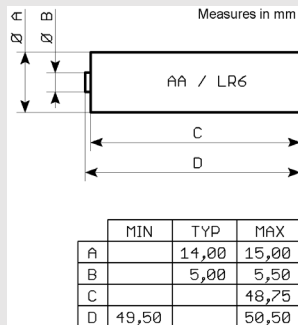 Measures in mm
Ø A
Ø B
AA / LR6
C
D
MIN TYP MAX
A 14,00 15,00
B 5,00 5,50
C 48,75
D 49,50 50,50